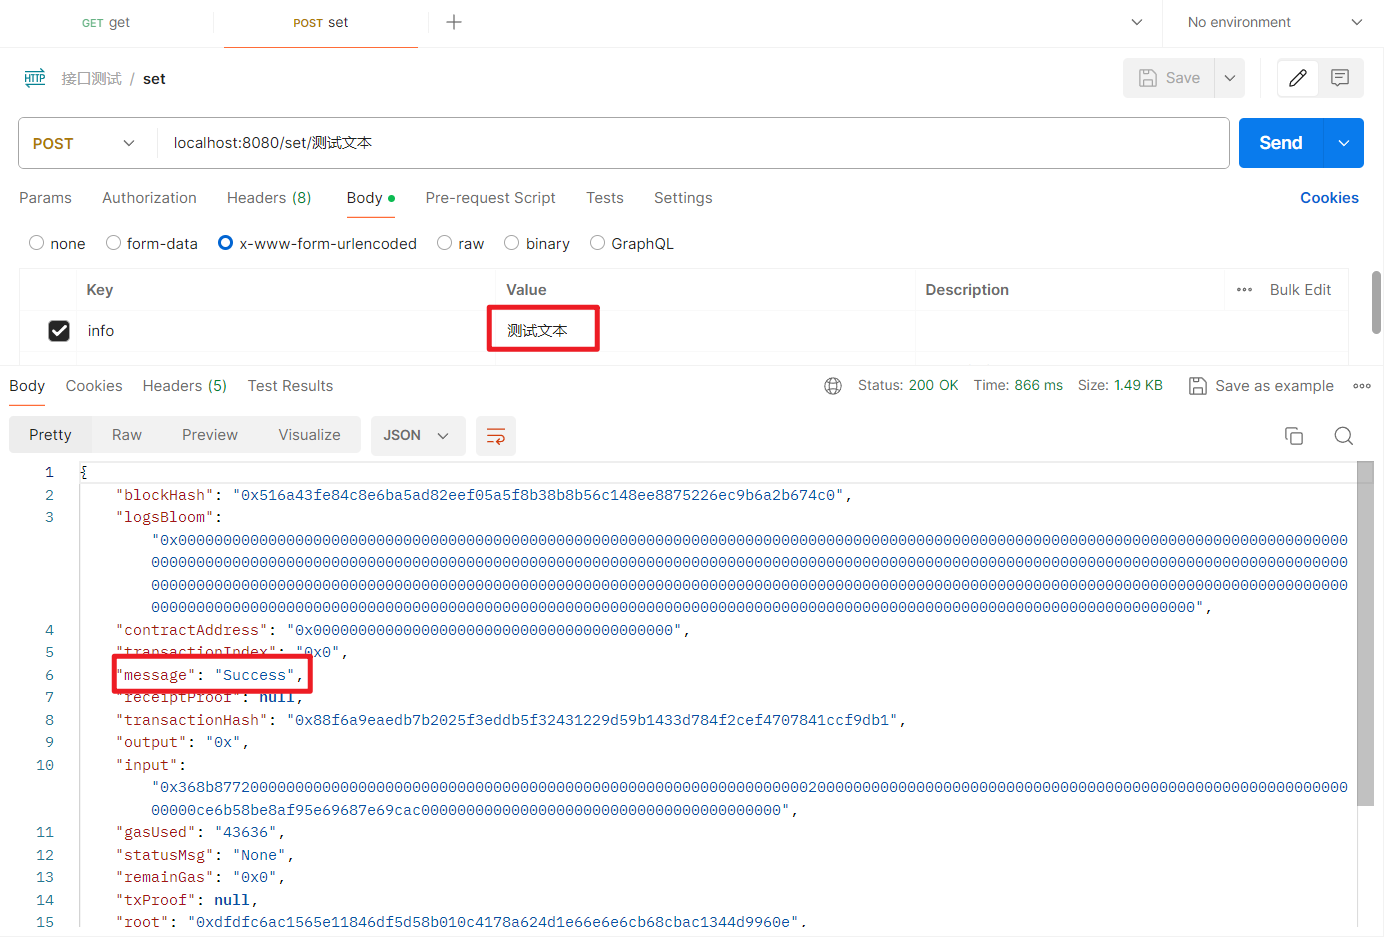 GET get
POST set
No environment
HTTP
接口测试 / set
Save
POST
localhost:8080/set/测试文本
Send
Params
Authorization
Headers (8)
Body
Pre-request Script
Tests
Settings
Cookies
none
form-data
x-www-form-urlencoded
raw
binary
GraphQL
Key
Value
Description
Bulk Edit
info
测试文本
Body
Cookies
Headers (5)
Test Results
Status: 200 OK
Time: 866 ms
Size: 1.49 KB
Save as example
Pretty
Raw
Preview
Visualize
JSON
1 {
2 "blockHash": "0x516a43fe84c8e6ba5ad82eef05a5f8b38b8b56c148ee8875226ec9b6a2b674c0",
3 "logsBloom":
4 "contractAddress": "0x0000000000000000000000000000000000000000",
5 "transactionIndex": "0x0",
6 "message": "Success",
7 "receiptProof": null,
8 "transactionHash": "0x88f6a9eaedb7b2025f3eddb5f32431229d59b1433d784f2cef4707841ccf9db1",
9 "output": "0x",
10 "input":
11 "gasUsed": "43636",
12 "statusMsg": "None",
13 "remainGas": "0x0",
14 "txProof": null,
15 "root": "0xdfdfc6ac1565e11846df5d58b010c4178a624d1e66e6e6cb68cbac1344d9960e",